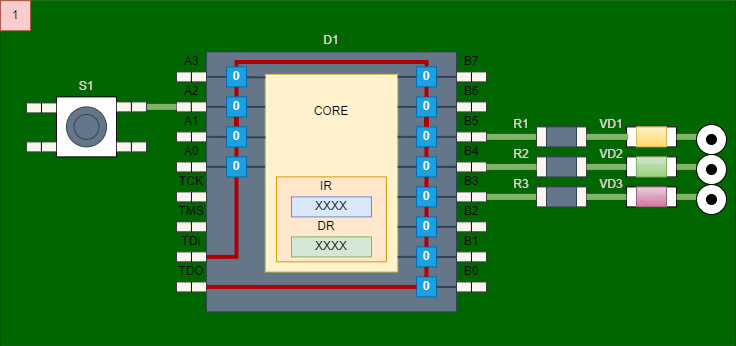 1
D1
A3 0 0 B7
S1 A2 0 CORE 0 B6
A1 0 0 B5 R1 VD1
A0 0 0 B4 R2 VD2
TCK IR 0 B3 R3 VD3
TMS XXXX 0 B2
TDI DR 0 B1
TDO XXXX 0 B0